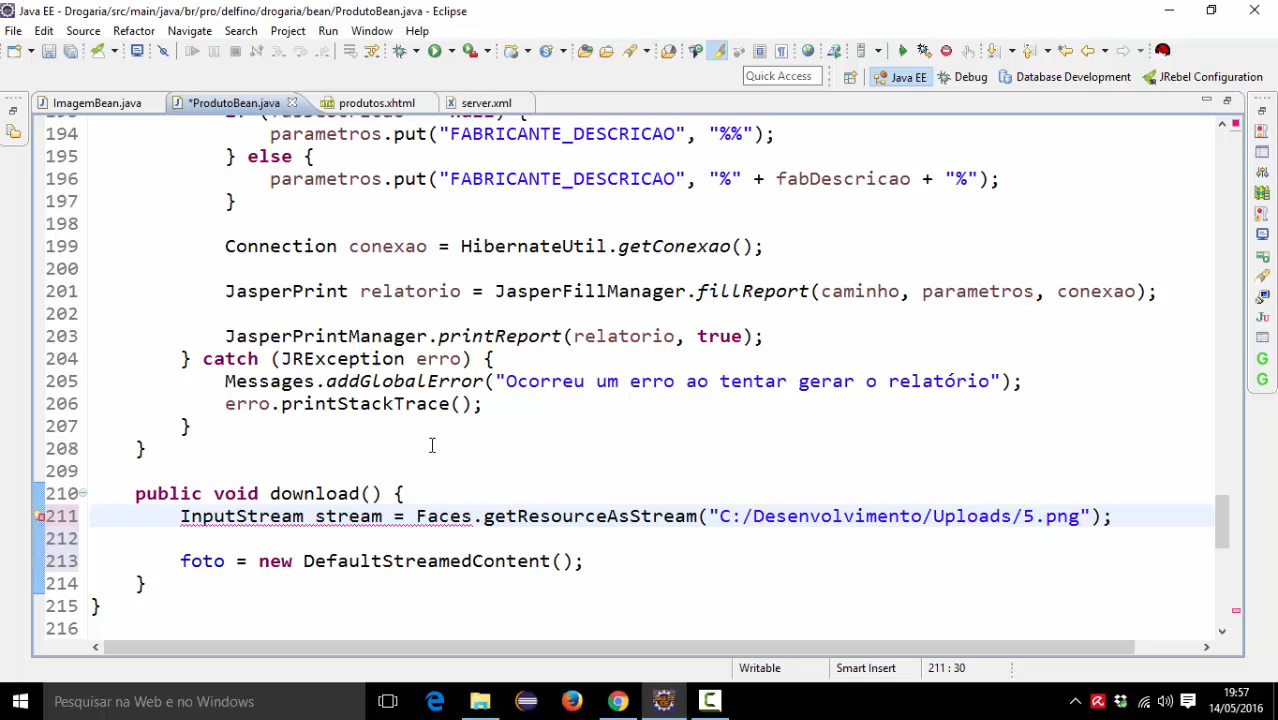 Java EE - Drogaria/src/main/java/br/pro/delfino/drogaria/bean/ProdutoBean.java - Eclipse
File Edit Source Refactor Navigate Search Project Run Window Help
Quick Access Java EE Debug Database Development JRebel Configuration
ImagemBean.java *ProdutoBean.java produtos.xhtml server.xml
194 parametros.put("FABRICANTE_DESCRICAO", "%%");
195 } else {
196 parametros.put("FABRICANTE_DESCRICAO", "%" + fabDescricao + "%");
197 }
198
199 Connection conexao = HibernateUtil.getConexao();
200
201 JasperPrint relatorio = JasperFillManager.fillReport(caminho, parametros, conexao);
202
203 JasperPrintManager.printReport(relatorio, true);
204 } catch (JRException erro) {
205 Messages.addGlobalError("Ocorreu um erro ao tentar gerar o relatório");
206 erro.printStackTrace();
207 }
208 }
209
210 public void download() {
211 InputStream stream = Faces.getResourceAsStream("C:/Desenvolvimento/Uploads/5.png");
212
213 foto = new DefaultStreamedContent();
214 }
215 }
216
Writable Smart Insert 211 : 30
Pesquisar na Web e no Windows
19:57
14/05/2016